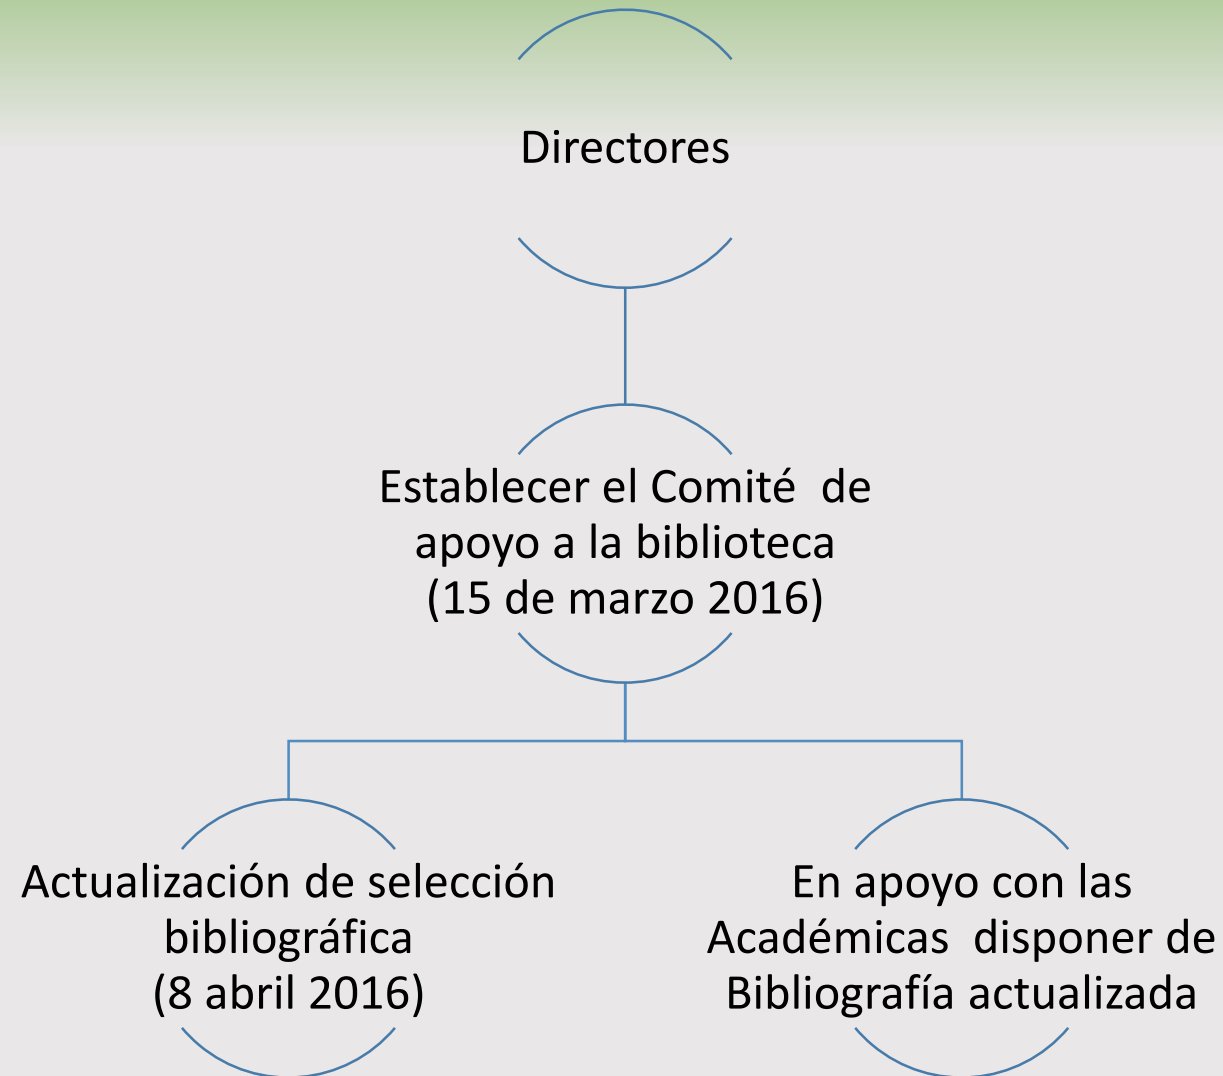 Directores
Establecer el Comité  de
apoyo a la biblioteca
(15 de marzo 2016)
Actualización de selección
bibliográfica
(8 abril 2016)
En apoyo con las
Académicas  disponer de
Bibliografía actualizada